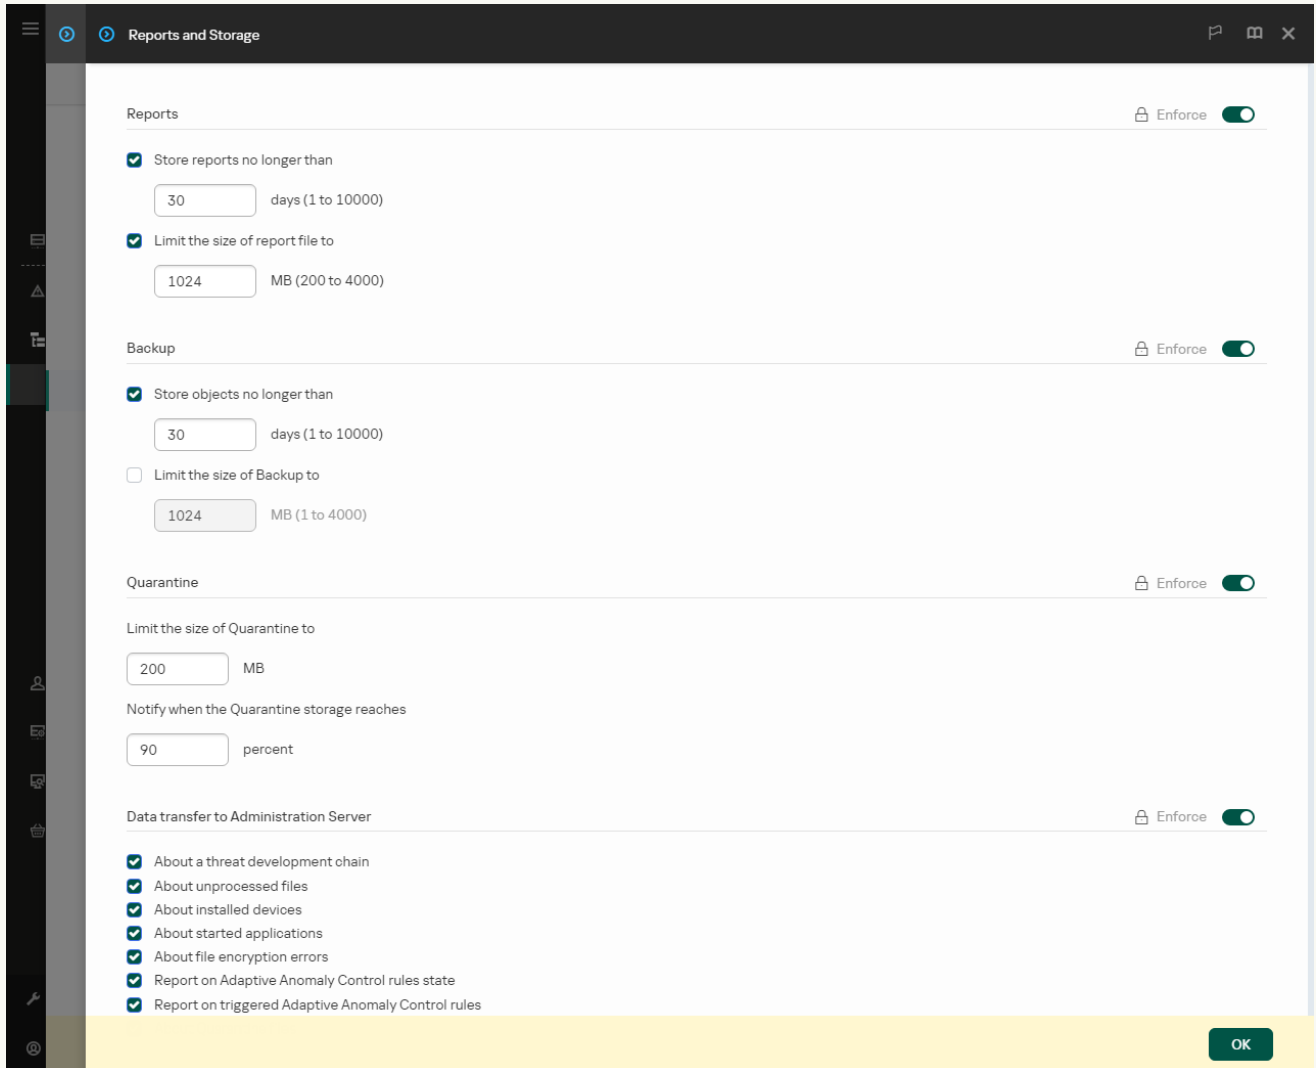 Reports and Storage
Reports
Enforce
Store reports no longer than
30 days (1 to 10000)
Limit the size of report file to
1024 MB (200 to 4000)
Backup
Enforce
Store objects no longer than
30 days (1 to 10000)
Limit the size of Backup to
1024 MB (1 to 4000)
Quarantine
Enforce
Limit the size of Quarantine to
200 MB
Notify when the Quarantine storage reaches
90 percent
Data transfer to Administration Server
Enforce
About a threat development chain
About unprocessed files
About installed devices
About started applications
About file encryption errors
Report on Adaptive Anomaly Control rules state
Report on triggered Adaptive Anomaly Control rules
OK